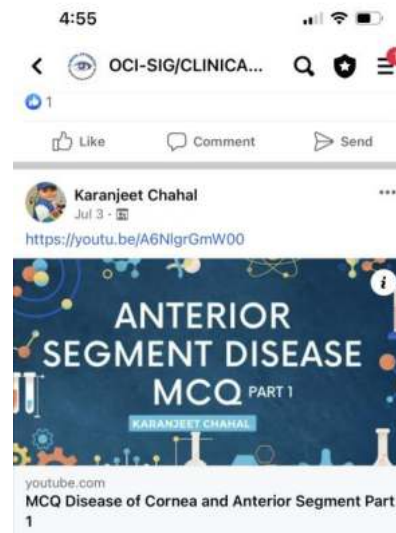 4:55
OCI-SIG/CLINICA...
1
Like Comment Send
Karanjeet Chahal
Jul 3 ·
https://youtu.be/A6NlgrGmW00
ANTERIOR
SEGMENT DISEASE
MCQ PART 1
KARANJEET CHAHAL
youtube.com
MCQ Disease of Cornea and Anterior Segment Part
1